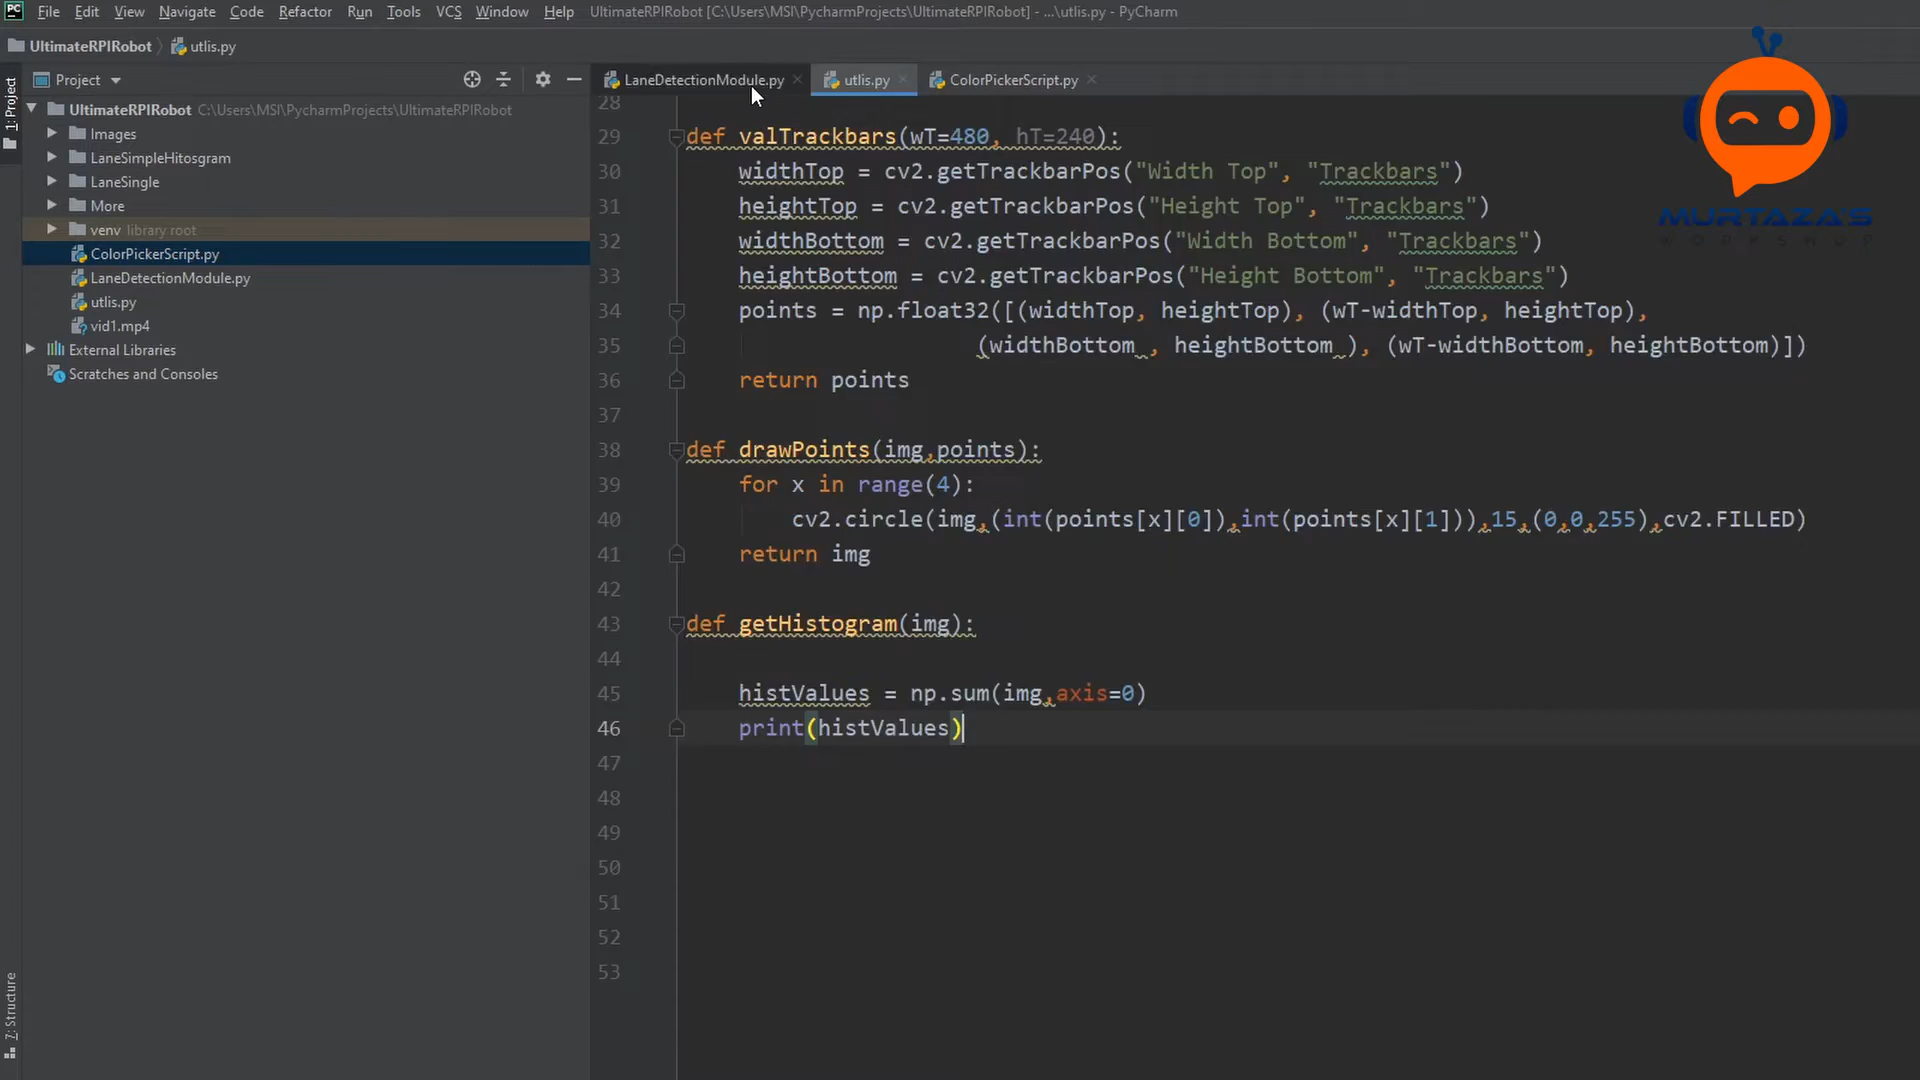 PC File Edit View Navigate Code Refactor Run Tools VCS Window Help UltimateRPIRobot [C:\Users\MSI\PycharmProjects\UltimateRPIRobot] - ...\utlis.py - PyCharm
UltimateRPIRobot utlis.py
1: Project
Project
LaneDetectionModule.py utlis.py ColorPickerScript.py
UltimateRPIRobot C:\Users\MSI\PycharmProjects\UltimateRPIRobot
Images
LaneSimpleHitosgram
LaneSingle
More
venv library root
ColorPickerScript.py
LaneDetectionModule.py
utlis.py
vid1.mp4
External Libraries
Scratches and Consoles
7: Structure
28
29 def valTrackbars(wT=480, hT=240):
30 widthTop = cv2.getTrackbarPos("Width Top", "Trackbars")
31 heightTop = cv2.getTrackbarPos("Height Top", "Trackbars")
32 widthBottom = cv2.getTrackbarPos("Width Bottom", "Trackbars")
33 heightBottom = cv2.getTrackbarPos("Height Bottom", "Trackbars")
34 points = np.float32([(widthTop, heightTop), (wT-widthTop, heightTop),
35 (widthBottom , heightBottom ), (wT-widthBottom, heightBottom)])
36 return points
37
38 def drawPoints(img,points):
39 for x in range(4):
40 cv2.circle(img,(int(points[x][0]),int(points[x][1])),15,(0,0,255),cv2.FILLED)
41 return img
42
43 def getHistogram(img):
44
45 histValues = np.sum(img,axis=0)
46 print(histValues)
47
48
49
50
51
52
53
MURTAZA'S
WORKSHOP